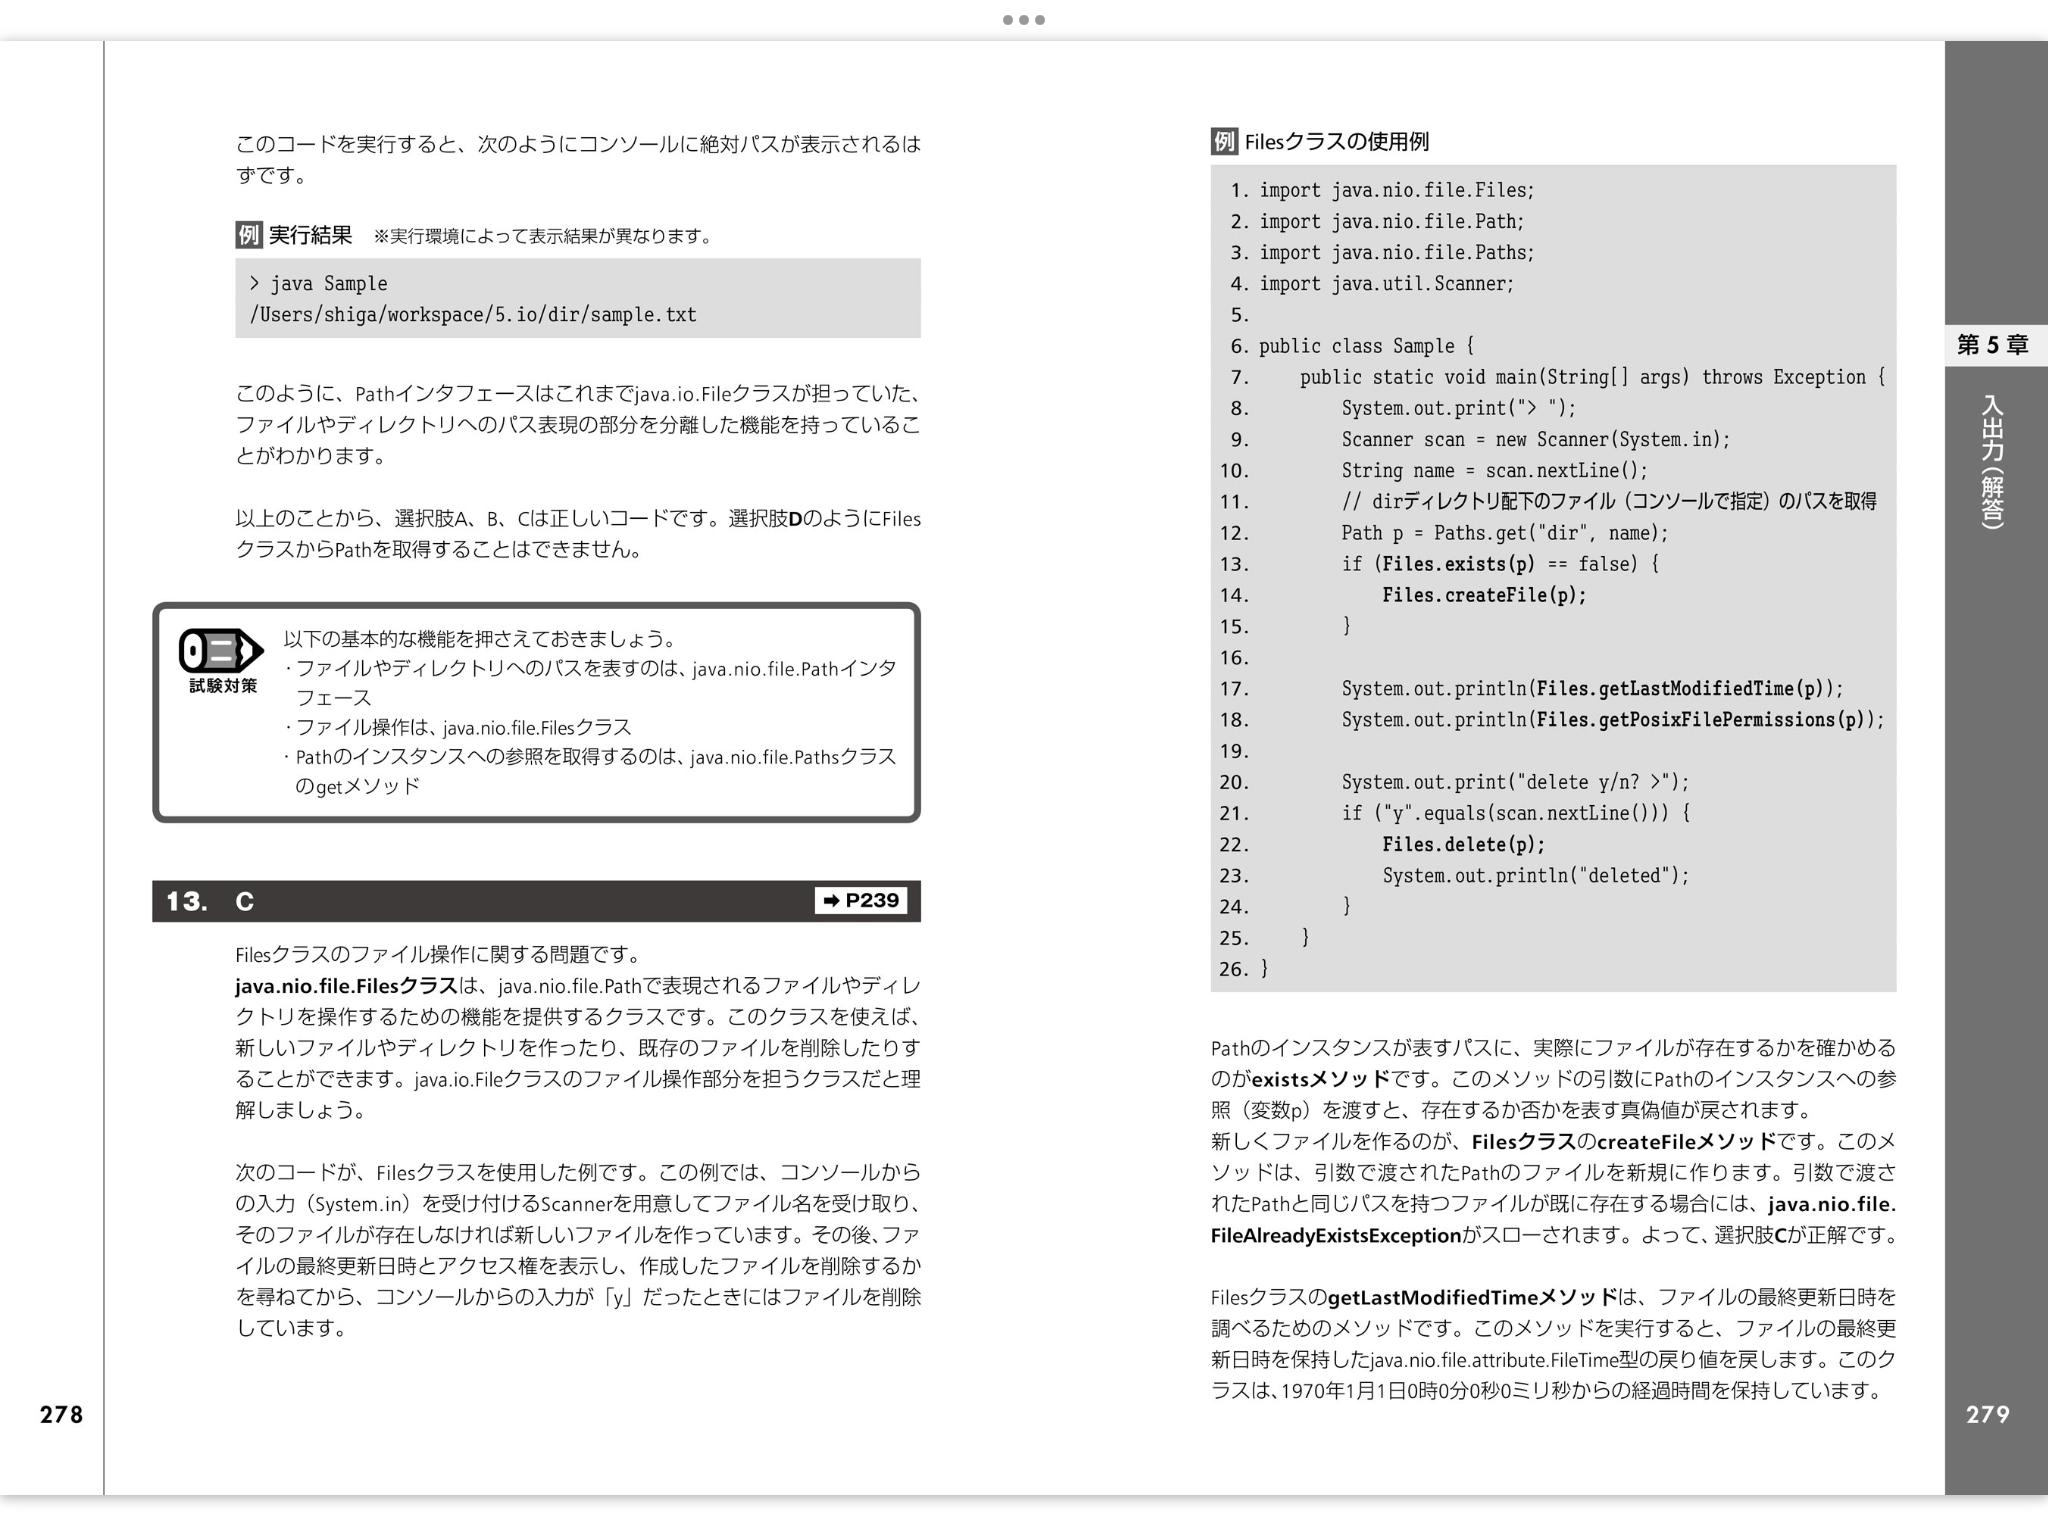 このコードを実行すると、次のようにコンソールに絶対パスが表示されるは
ずです。
例 実行結果 ※実行環境によって表示結果が異なります。
> java Sample
/Users/shiga/workspace/5.io/dir/sample.txt
このように、Pathインタフェースはこれまでjava.io.Fileクラスが担っていた、
ファイルやディレクトリへのパス表現の部分を分離した機能を持っているこ
とがわかります。
以上のことから、選択肢A、B、Cは正しいコードです。選択肢DのようにFiles
クラスからPathを取得することはできません。
試験対策
以下の基本的な機能を押さえておきましょう。
・ファイルやディレクトリへのパスを表すのは、java.nio.file.Pathインタ
フェース
・ファイル操作は、java.nio.file.Filesクラス
・Pathのインスタンスへの参照を取得するのは、java.nio.file.Pathsクラス
のgetメソッド
13. C ➡ P239
Filesクラスのファイル操作に関する問題です。
java.nio.file.Filesクラスは、java.nio.file.Pathで表現されるファイルやディレ
クトリを操作するための機能を提供するクラスです。このクラスを使えば、
新しいファイルやディレクトリを作ったり、既存のファイルを削除したりす
ることができます。java.io.Fileクラスのファイル操作部分を担うクラスだと理
解しましょう。
次のコードが、Filesクラスを使用した例です。この例では、コンソールから
の入力（System.in）を受け付けるScannerを用意してファイル名を受け取り、
そのファイルが存在しなければ新しいファイルを作っています。その後、ファ
イルの最終更新日時とアクセス権を表示し、作成したファイルを削除するか
を尋ねてから、コンソールからの入力が「y」だったときにはファイルを削除
しています。
278
例 Filesクラスの使用例
1. import java.nio.file.Files;
2. import java.nio.file.Path;
3. import java.nio.file.Paths;
4. import java.util.Scanner;
5.
6. public class Sample {
7.     public static void main(String[] args) throws Exception {
8.         System.out.print("> ");
9.         Scanner scan = new Scanner(System.in);
10.         String name = scan.nextLine();
11.         // dirディレクトリ配下のファイル（コンソールで指定）のパスを取得
12.         Path p = Paths.get("dir", name);
13.         if (Files.exists(p) == false) {
14.             Files.createFile(p);
15.         }
16.
17.         System.out.println(Files.getLastModifiedTime(p));
18.         System.out.println(Files.getPosixFilePermissions(p));
19.
20.         System.out.print("delete y/n? >");
21.         if ("y".equals(scan.nextLine())) {
22.             Files.delete(p);
23.             System.out.println("deleted");
24.         }
25.     }
26. }
Pathのインスタンスが表すパスに、実際にファイルが存在するかを確かめる
のがexistsメソッドです。このメソッドの引数にPathのインスタンスへの参
照（変数p）を渡すと、存在するか否かを表す真偽値が戻されます。
新しくファイルを作るのが、FilesクラスのcreateFileメソッドです。このメ
ソッドは、引数で渡されたPathのファイルを新規に作ります。引数で渡さ
れたPathと同じパスを持つファイルが既に存在する場合には、java.nio.file.
FileAlreadyExistsExceptionがスローされます。よって、選択肢Cが正解です。
FilesクラスのgetLastModifiedTimeメソッドは、ファイルの最終更新日時を
調べるためのメソッドです。このメソッドを実行すると、ファイルの最終更
新日時を保持したjava.nio.file.attribute.FileTime型の戻り値を戻します。このク
ラスは、1970年1月1日0時0分0秒0ミリ秒からの経過時間を保持しています。
第5章
入出力（解答）
279